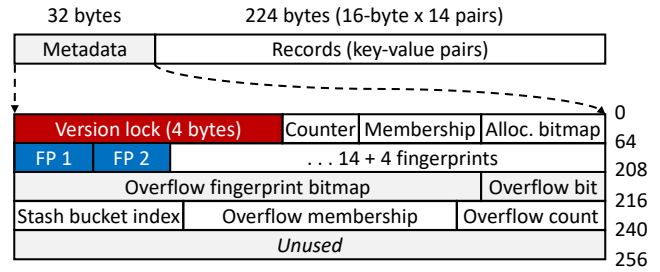 32 bytes 224 bytes (16-byte x 14 pairs)
Metadata Records (key-value pairs)
0
Version lock (4 bytes) Counter Membership Alloc. bitmap
64
FP 1 FP 2 . . . 14 + 4 fingerprints
208
Overflow fingerprint bitmap Overflow bit
216
Stash bucket index Overflow membership Overflow count
240
Unused
256